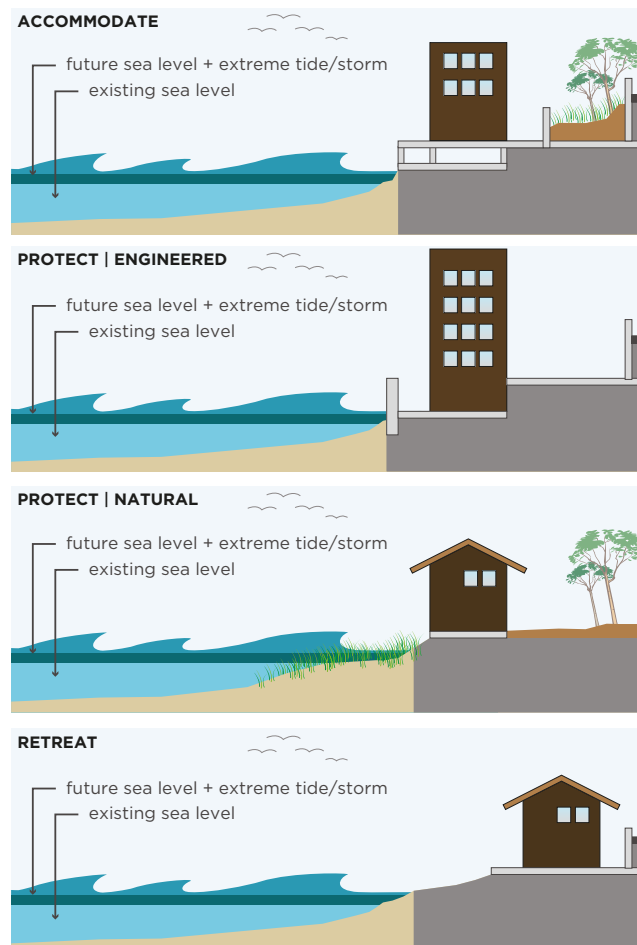 ACCOMMODATE
future sea level + extreme tide/storm
existing sea level
PROTECT | ENGINEERED
future sea level + extreme tide/storm
existing sea level
PROTECT | NATURAL
future sea level + extreme tide/storm
existing sea level
RETREAT
future sea level + extreme tide/storm
existing sea level